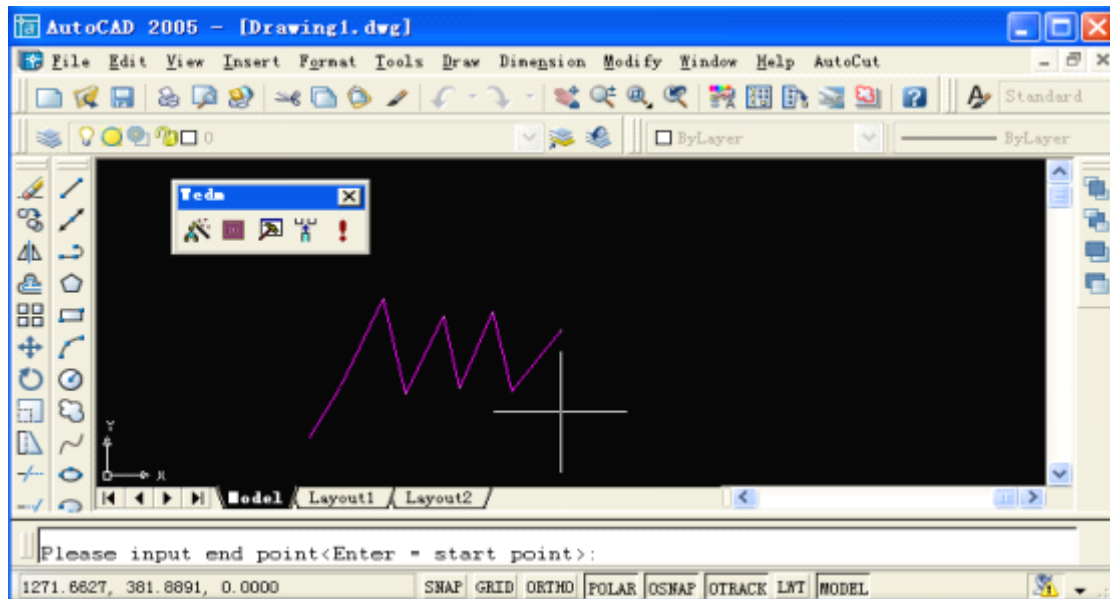 AutoCAD 2005 - [Drawing1.dwg]
File Edit View Insert Format Tools Draw Dimension Modify Window Help AutoCut
Standard
0 ByLayer ByLayer
Tedm
Y
X
Model Layout1 Layout2
Please input end point<Enter = start point>:
1271.6627, 381.8891, 0.0000 SNAP GRID ORTHO POLAR OSNAP OTRACK LWT MODEL